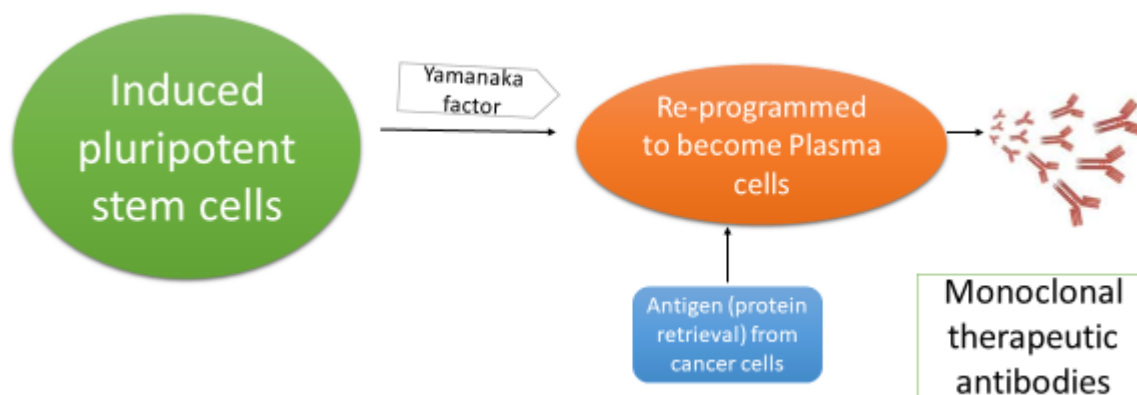 Induced
pluripotent
stem cells
Yamanaka
factor
Re-programmed
to become Plasma
cells
Antigen (protein
retrieval) from
cancer cells
Monoclonal
therapeutic
antibodies